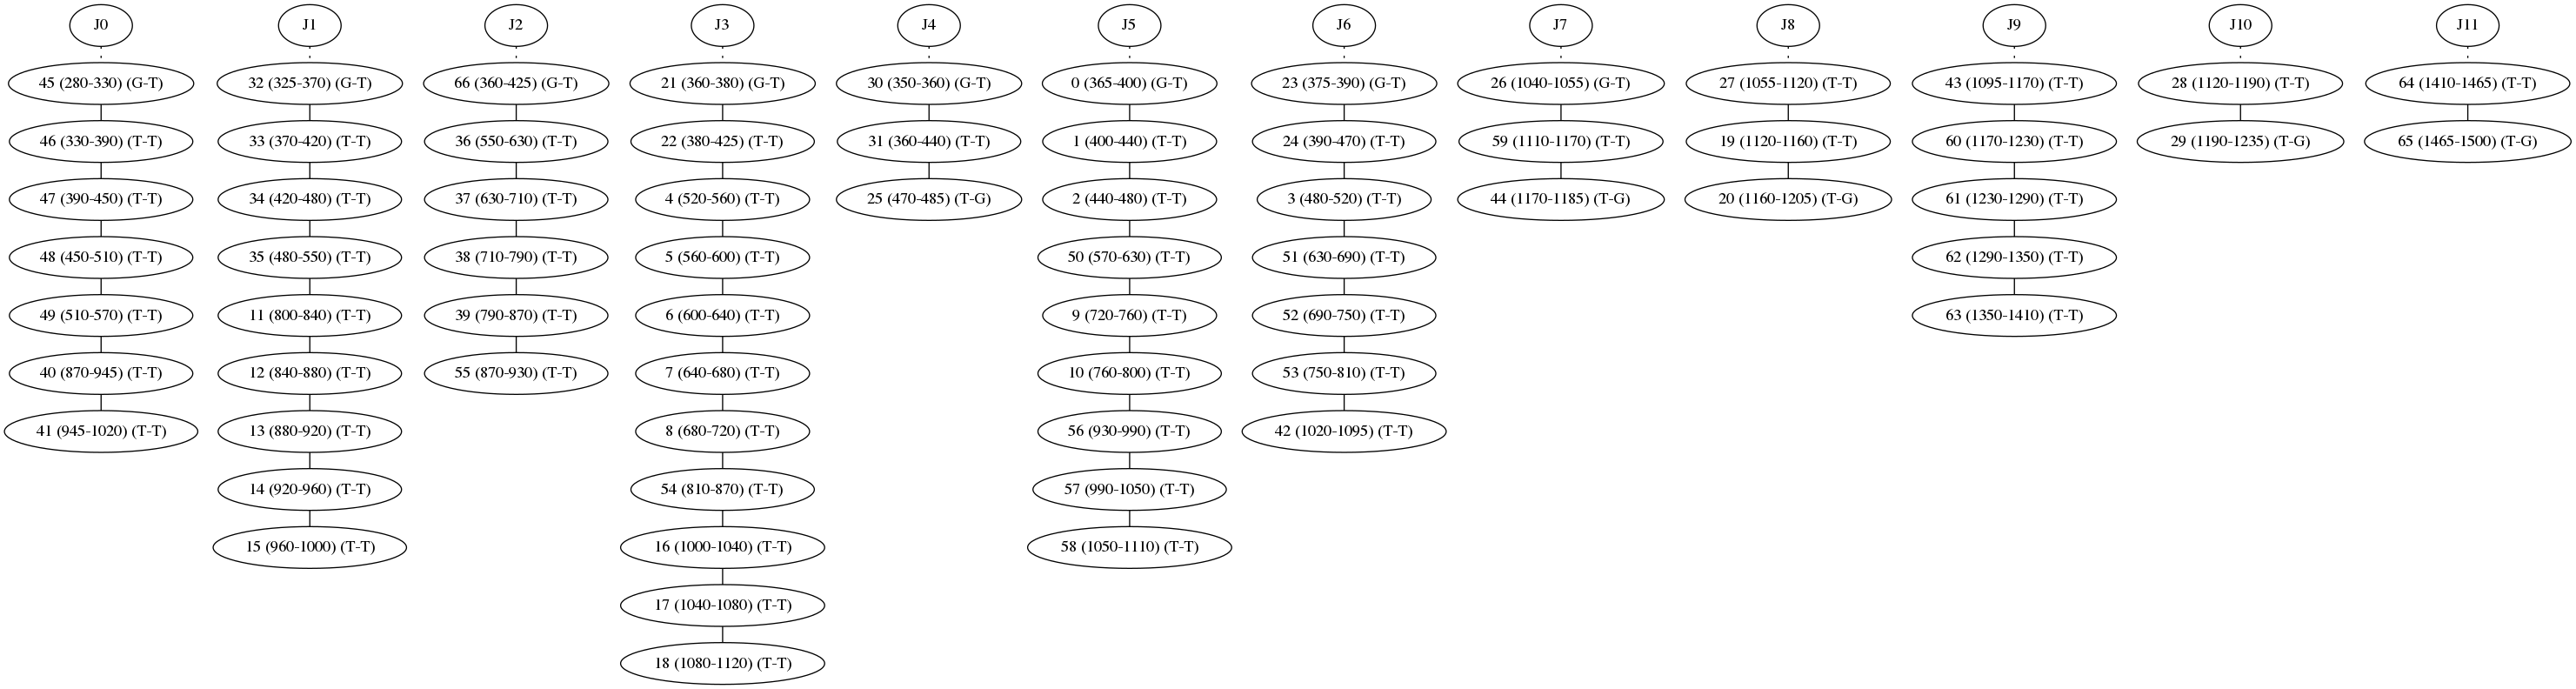 J0 J1 J2 J3 J4 J5 J6 J7 J8 J9 J10 J11
45 (280-330) (G-T) 32 (325-370) (G-T) 66 (360-425) (G-T) 21 (360-380) (G-T) 30 (350-360) (G-T) 0 (365-400) (G-T) 23 (375-390) (G-T) 26 (1040-1055) (G-T) 27 (1055-1120) (T-T) 43 (1095-1170) (T-T) 28 (1120-1190) (T-T) 64 (1410-1465) (T-T)
46 (330-390) (T-T) 33 (370-420) (T-T) 36 (550-630) (T-T) 22 (380-425) (T-T) 31 (360-440) (T-T) 1 (400-440) (T-T) 24 (390-470) (T-T) 59 (1110-1170) (T-T) 19 (1120-1160) (T-T) 60 (1170-1230) (T-T) 29 (1190-1235) (T-G) 65 (1465-1500) (T-G)
47 (390-450) (T-T) 34 (420-480) (T-T) 37 (630-710) (T-T) 4 (520-560) (T-T) 25 (470-485) (T-G) 2 (440-480) (T-T) 3 (480-520) (T-T) 44 (1170-1185) (T-G) 20 (1160-1205) (T-G) 61 (1230-1290) (T-T)
48 (450-510) (T-T) 35 (480-550) (T-T) 38 (710-790) (T-T) 5 (560-600) (T-T) 50 (570-630) (T-T) 51 (630-690) (T-T) 62 (1290-1350) (T-T)
49 (510-570) (T-T) 11 (800-840) (T-T) 39 (790-870) (T-T) 6 (600-640) (T-T) 9 (720-760) (T-T) 52 (690-750) (T-T) 63 (1350-1410) (T-T)
40 (870-945) (T-T) 12 (840-880) (T-T) 55 (870-930) (T-T) 7 (640-680) (T-T) 10 (760-800) (T-T) 53 (750-810) (T-T)
41 (945-1020) (T-T) 13 (880-920) (T-T) 8 (680-720) (T-T) 56 (930-990) (T-T) 42 (1020-1095) (T-T)
14 (920-960) (T-T) 54 (810-870) (T-T) 57 (990-1050) (T-T)
15 (960-1000) (T-T) 16 (1000-1040) (T-T) 58 (1050-1110) (T-T)
17 (1040-1080) (T-T)
18 (1080-1120) (T-T)